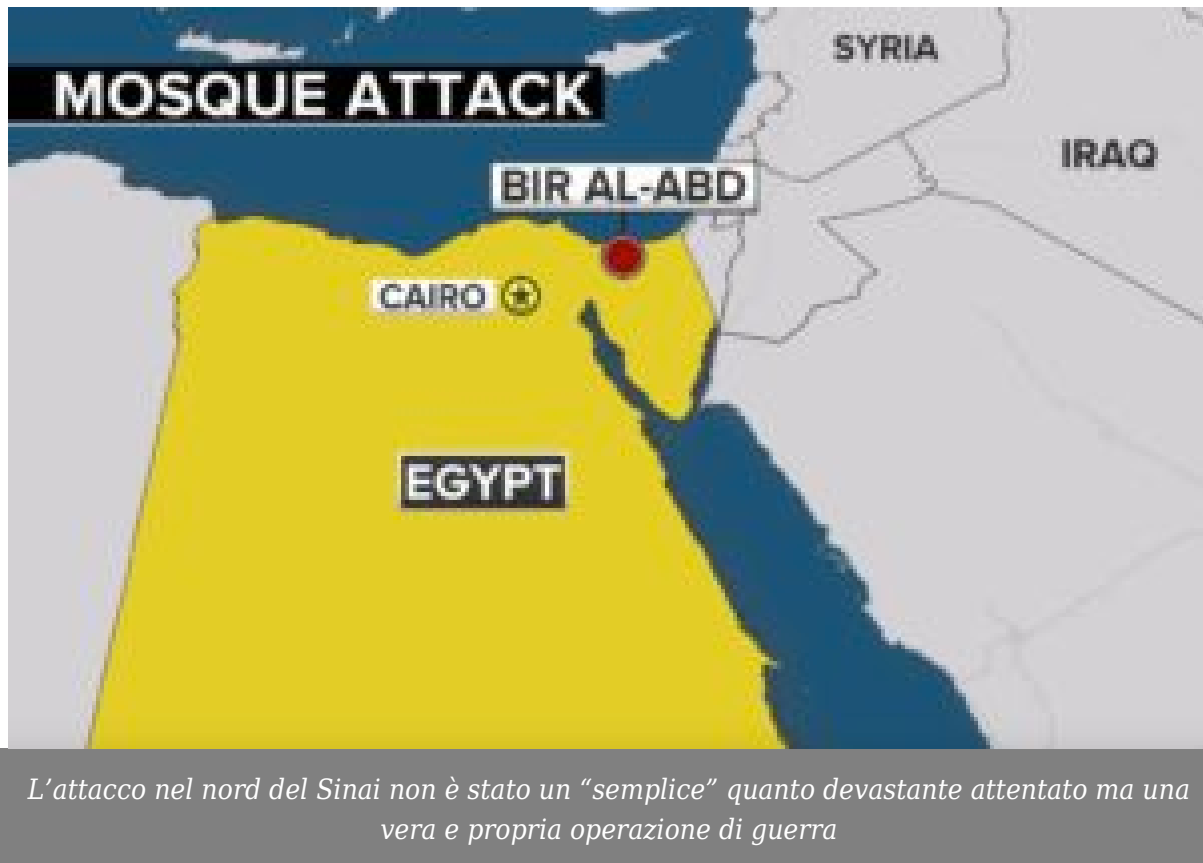 SYRIA
MOSQUE ATTACK
IRAQ
BIR AL-ABD
CAIRO
EGYPT
L’attacco nel nord del Sinai non è stato un “semplice” quanto devastante attentato ma una
vera e propria operazione di guerra